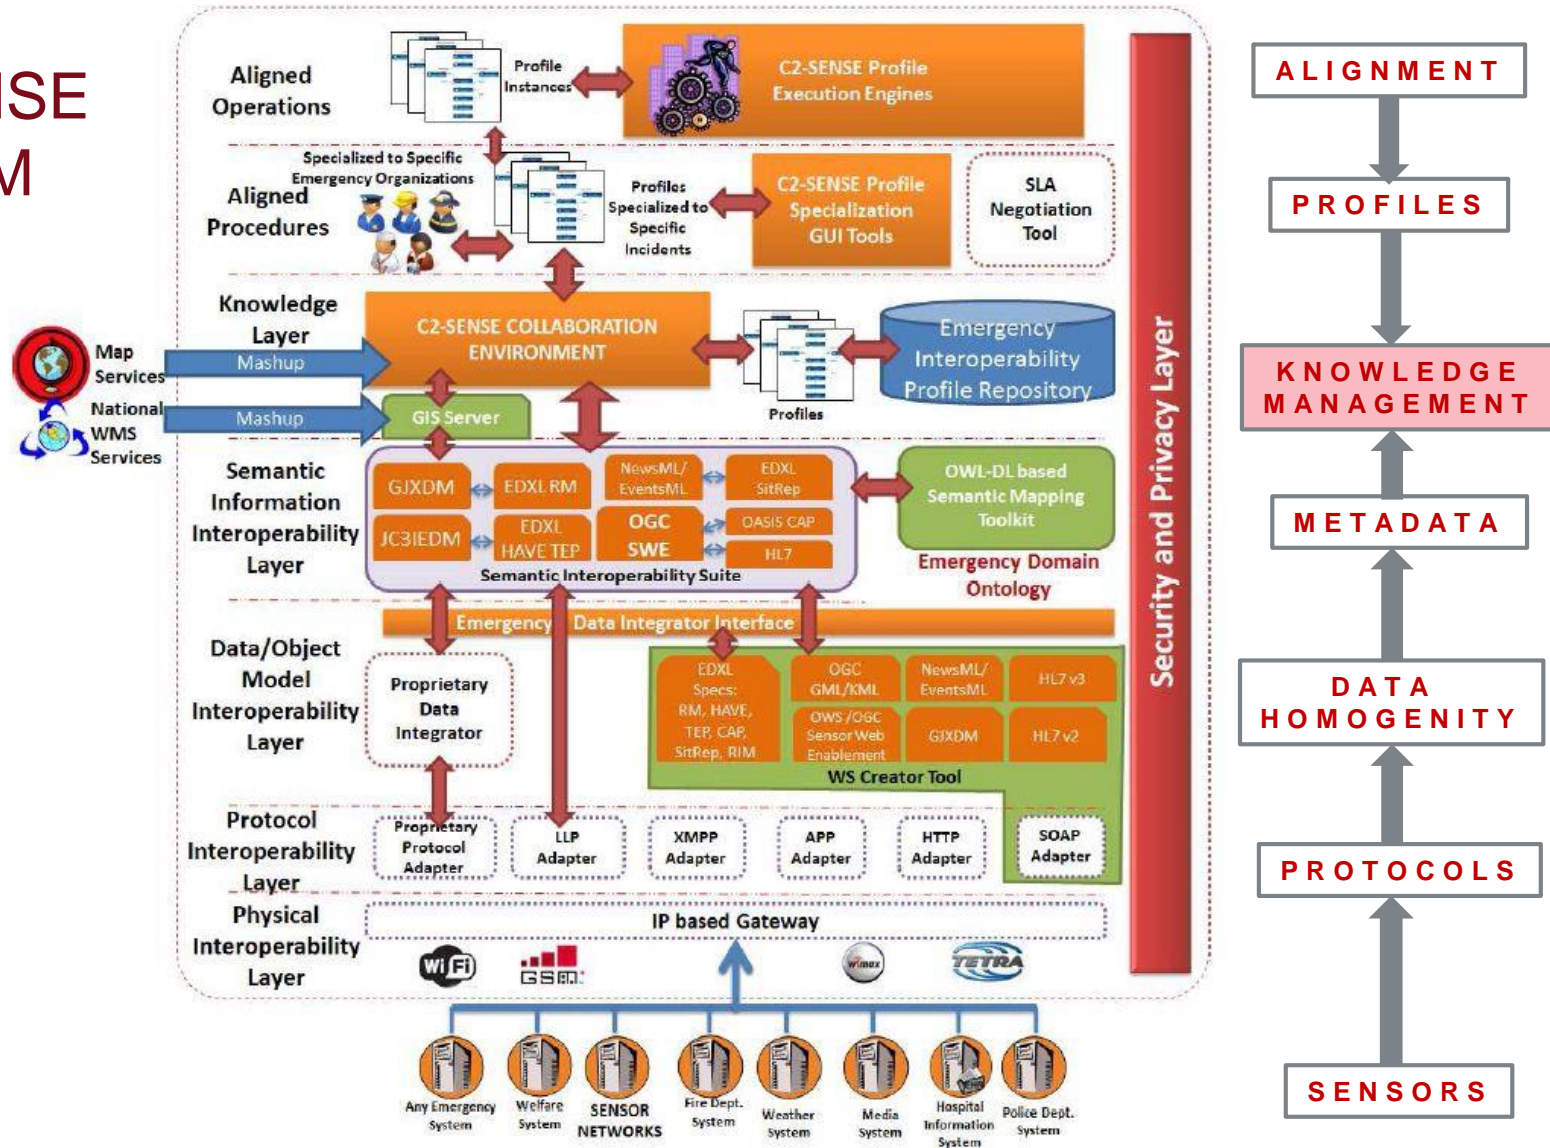 NSE
M
Aligned
Operations
Profile
Instances
C2-SENSE Profile
Execution Engines
Specialized to Specific
Emergency Organizations
Aligned
Procedures
Profiles
Specialized to
Specific
Incidents
C2-SENSE Profile
Specialization
GUI Tools
SLA
Negotiation
Tool
Knowledge
Layer
C2-SENSE COLLABORATION
ENVIRONMENT
Map
Services
Mashup
National
WMS
Services
Mashup
GIS Server
Profiles
Emergency
Interoperability
Profile Repository
Semantic
Information
Interoperability
Layer
GJXDM
EDXL RM
NewsML/
EventsML
EDXL
SitRep
JC3IEDM
EDXL
HAVE TEP
OGC
SWE
OASIS CAP
HL7
Semantic Interoperability Suite
OWL-DL based
Semantic Mapping
Toolkit
Emergency Domain
Ontology
Emergency Data Integrator Interface
Data/Object
Model
Interoperability
Layer
Proprietary
Data
Integrator
EDXL
Specs:
RM, HAVE,
TEP, CAP,
SitRep, RIM
OGC
GML/KML
NewsML/
EventsML
HL7 v3
OWS /OGC
Sensor Web
Enablement
GJXDM
HL7 v2
WS Creator Tool
Protocol
Interoperability
Layer
Proprietary
Protocol
Adapter
LLP
Adapter
XMPP
Adapter
APP
Adapter
HTTP
Adapter
SOAP
Adapter
Physical
Interoperability
Layer
IP based Gateway
WiFi
GSM
wimax
TETRA
Any Emergency
System
Welfare
System
SENSOR
NETWORKS
Fire Dept.
System
Weather
System
Media
System
Hospital
Information
System
Police Dept.
System
Security and Privacy Layer
ALIGNMENT
PROFILES
KNOWLEDGE
MANAGEMENT
METADATA
DATA
HOMOGENITY
PROTOCOLS
SENSORS